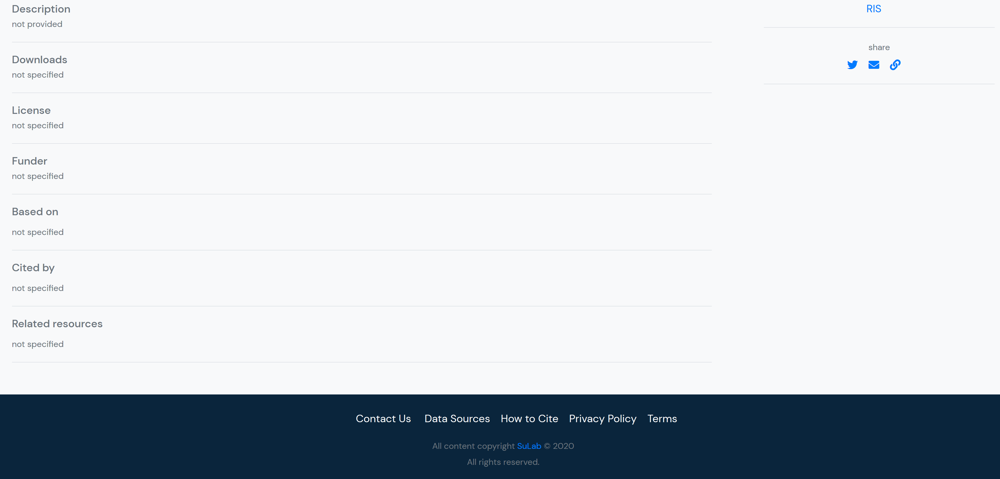 Description
not provided
Downloads
not specified
License
not specified
Funder
not specified
Based on
not specified
Cited by
not specified
Related resources
not specified
RIS
share
Contact Us Data Sources How to Cite Privacy Policy Terms
All content copyright SuLab © 2020
All rights reserved.